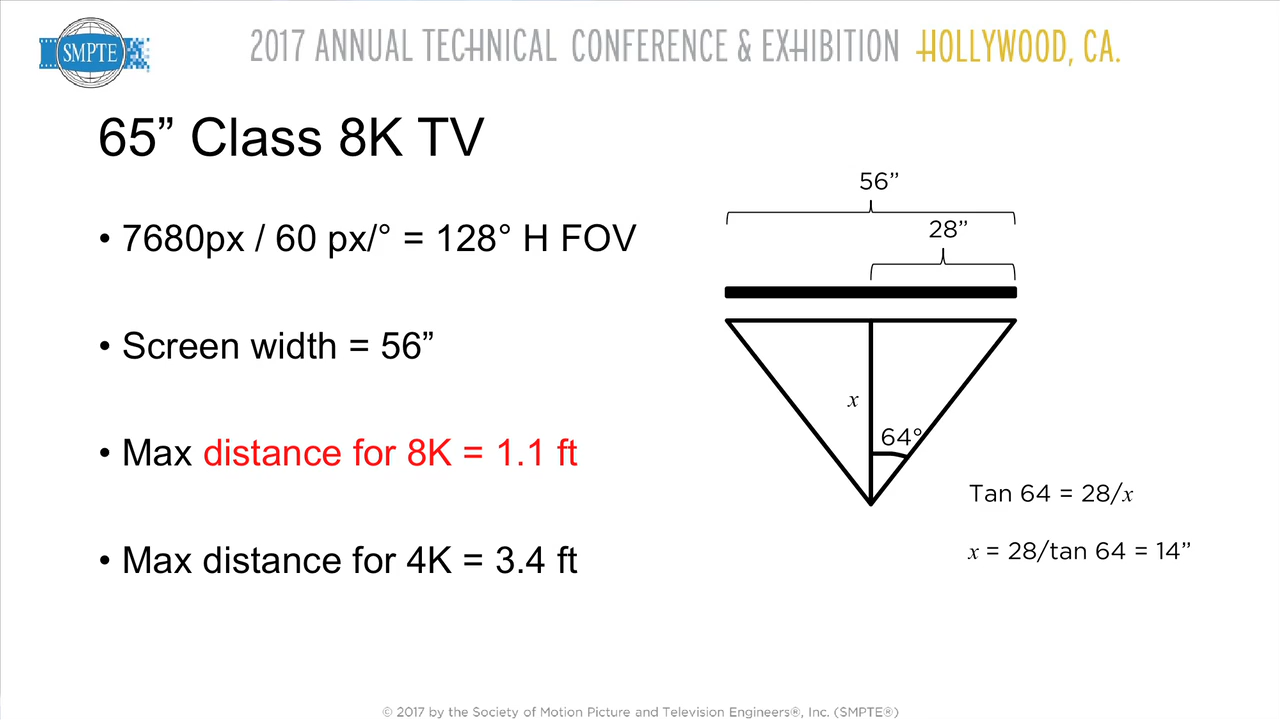 SMPTE
2017 ANNUAL TECHNICAL CONFERENCE & EXHIBITION HOLLYWOOD, CA.
65” Class 8K TV
• 7680px / 60 px/° = 128° H FOV
• Screen width = 56”
• Max distance for 8K = 1.1 ft
• Max distance for 4K = 3.4 ft
56”
28”
x
64°
Tan 64 = 28/x
x = 28/tan 64 = 14”
© 2017 by the Society of Motion Picture and Television Engineers®, Inc. (SMPTE®)